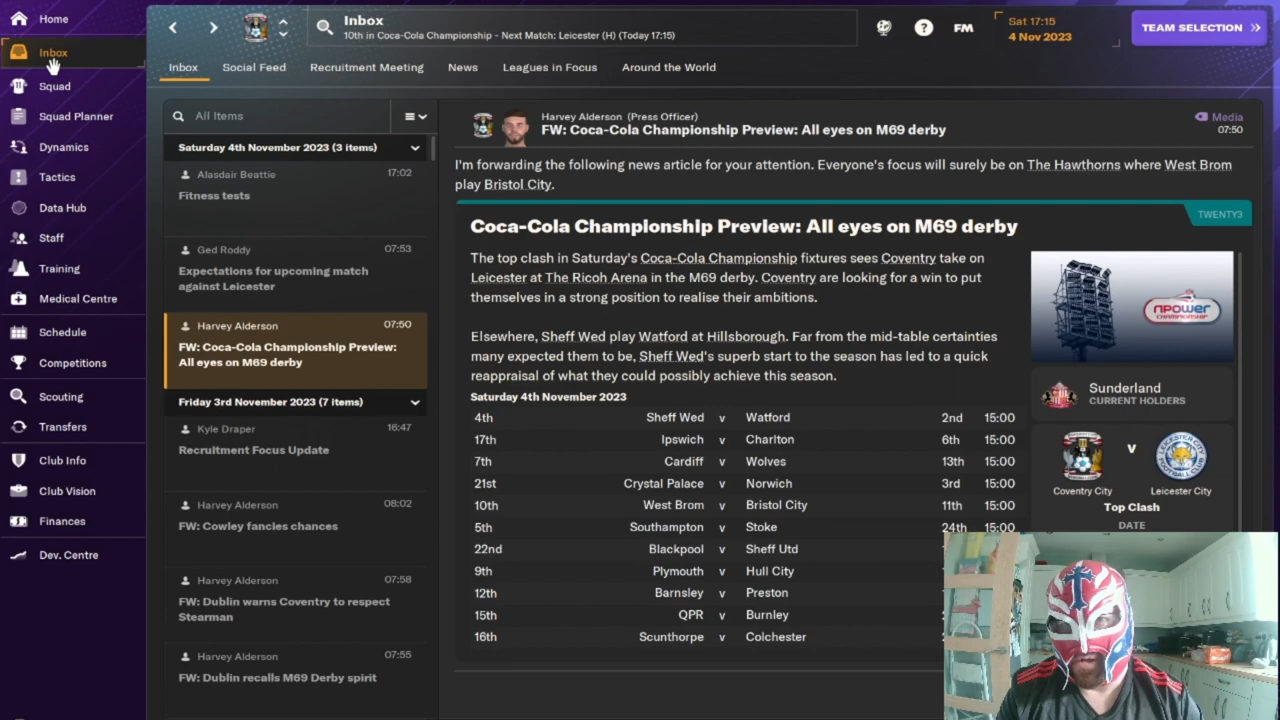 Home
Inbox
Squad
Squad Planner
Dynamics
Tactics
Data Hub
Staff
Training
Medical Centre
Schedule
Competitions
Scouting
Transfers
Club Info
Club Vision
Finances
Dev. Centre
Inbox
10th in Coca-Cola Championship - Next Match: Leicester (H) (Today 17:15)
?
FM
Sat 17:15
4 Nov 2023
TEAM SELECTION
Inbox Social Feed Recruitment Meeting News Leagues in Focus Around the World
All Items
Saturday 4th November 2023 (3 items)
Alasdair Beattie 17:02
Fitness tests
Ged Roddy 07:53
Expectations for upcoming match
against Leicester
Harvey Alderson 07:50
FW: Coca-Cola Championship Preview:
All eyes on M69 derby
Friday 3rd November 2023 (7 items)
Kyle Draper 16:47
Recruitment Focus Update
Harvey Alderson 08:02
FW: Cowley fancies chances
Harvey Alderson 07:58
FW: Dublin warns Coventry to respect
Stearman
Harvey Alderson 07:55
FW: Dublin recalls M69 Derby spirit
Harvey Alderson (Press Officer)
FW: Coca-Cola Championship Preview: All eyes on M69 derby
Media
07:50
I'm forwarding the following news article for your attention. Everyone's focus will surely be on The Hawthorns where West Brom
play Bristol City.
TWENTY3
Coca-Cola Championship Preview: All eyes on M69 derby
The top clash in Saturday's Coca-Cola Championship fixtures sees Coventry take on
Leicester at The Ricoh Arena in the M69 derby. Coventry are looking for a win to put
themselves in a strong position to realise their ambitions.
Elsewhere, Sheff Wed play Watford at Hillsborough. Far from the mid-table certainties
many expected them to be, Sheff Wed's superb start to the season has led to a quick
reappraisal of what they could possibly achieve this season.
Saturday 4th November 2023
4th Sheff Wed v Watford 2nd 15:00
17th Ipswich v Charlton 6th 15:00
7th Cardiff v Wolves 13th 15:00
21st Crystal Palace v Norwich 3rd 15:00
10th West Brom v Bristol City 11th 15:00
5th Southampton v Stoke 24th 15:00
22nd Blackpool v Sheff Utd
9th Plymouth v Hull City
12th Barnsley v Preston
15th QPR v Burnley
16th Scunthorpe v Colchester
npower
CHAMPIONSHIP
Sunderland
CURRENT HOLDERS
v
Coventry City Leicester City
Top Clash
DATE